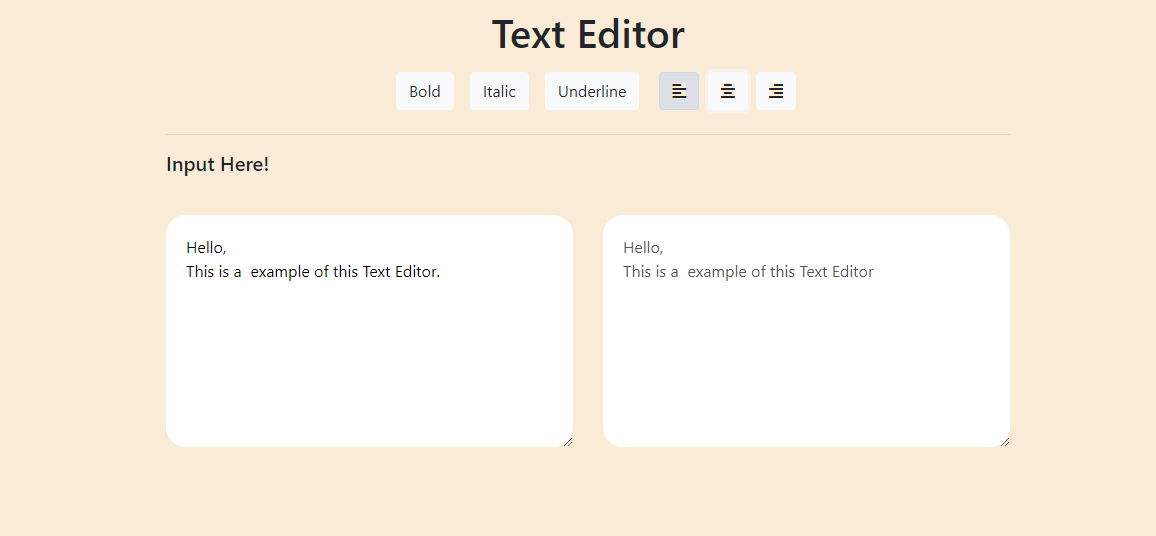 Text Editor
Bold Italic Underline
Input Here!
Hello,
This is a  example of this Text Editor.
Hello,
This is a  example of this Text Editor